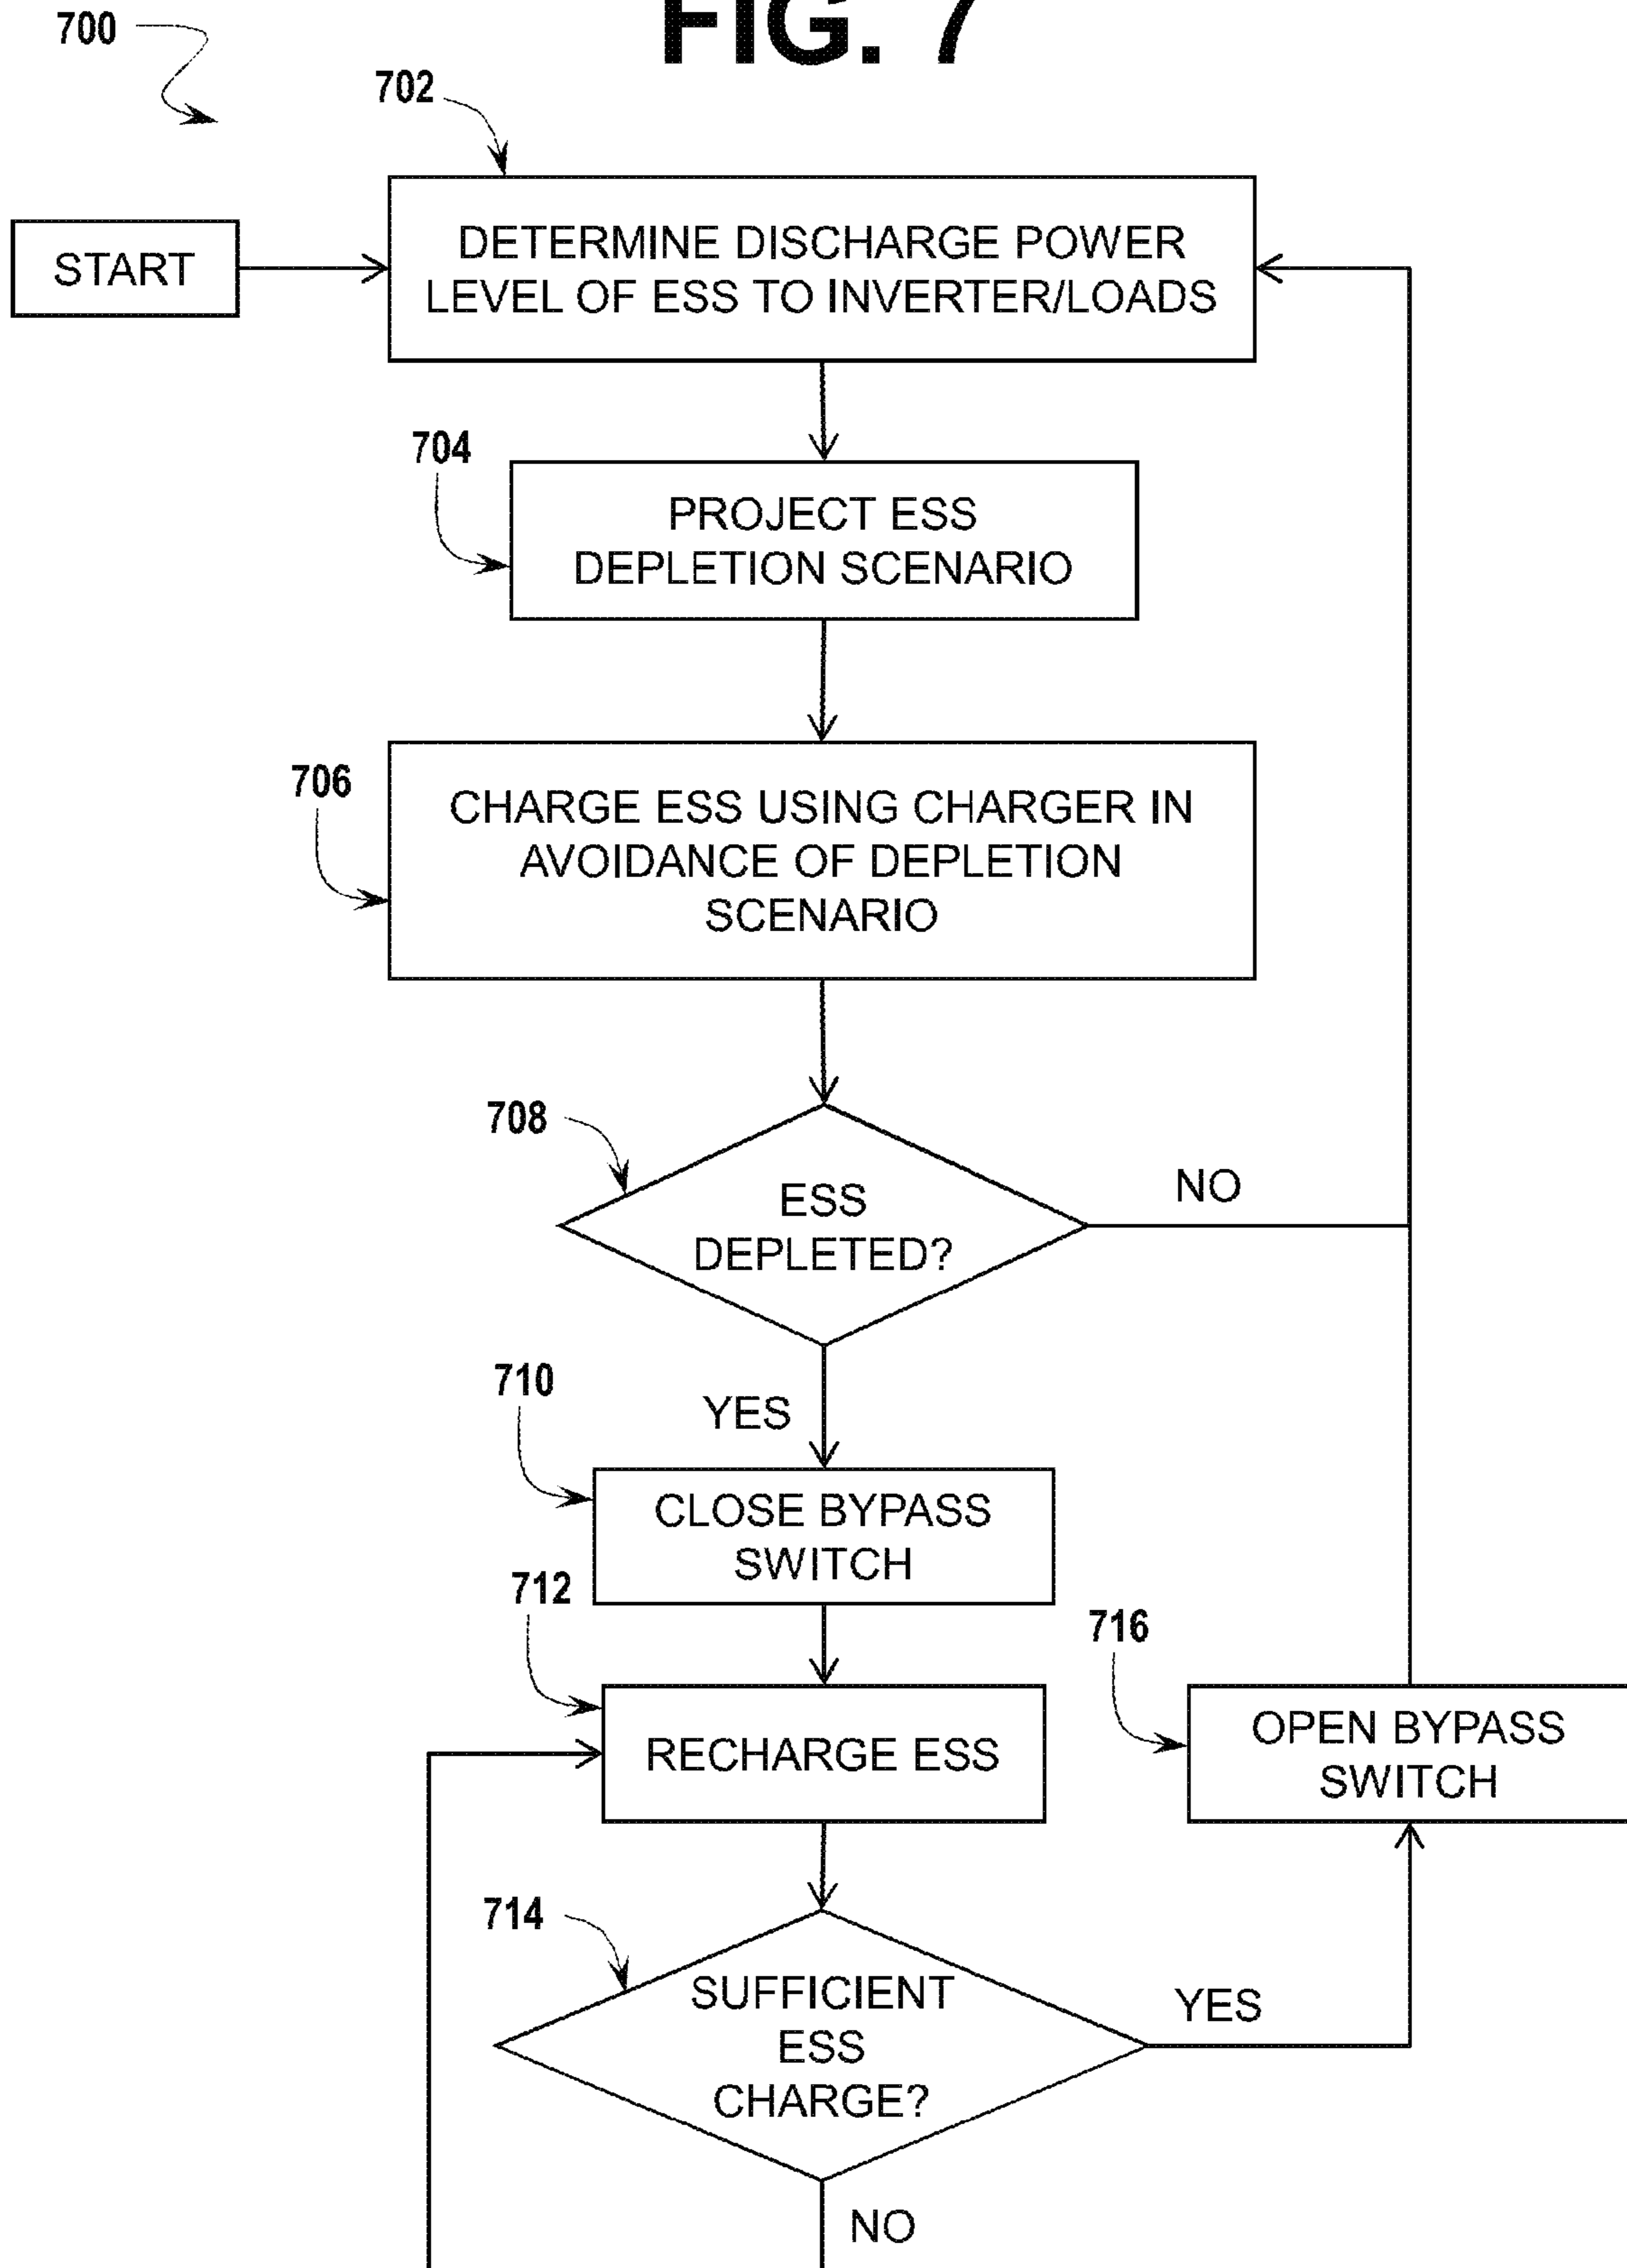 FIG. 7
700
702
START
DETERMINE DISCHARGE POWER
LEVEL OF ESS TO INVERTER/LOADS
704
PROJECT ESS
DEPLETION SCENARIO
706
CHARGE ESS USING CHARGER IN
AVOIDANCE OF DEPLETION
SCENARIO
708
ESS
DEPLETED?
NO
710
YES
CLOSE BYPASS
SWITCH
712
716
RECHARGE ESS
OPEN BYPASS
SWITCH
714
SUFFICIENT
ESS
CHARGE?
YES
NO